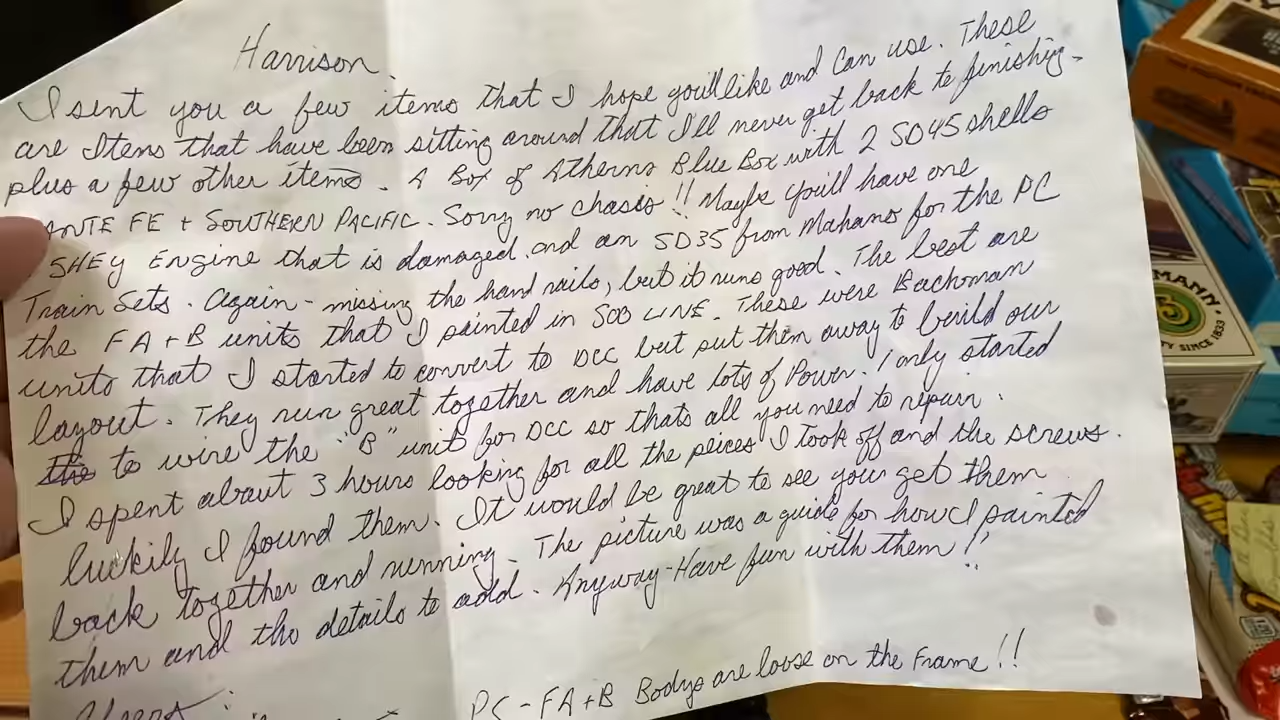 Harrison.
I sent you a few items that I hope you'll like and can use. These
are Items that have been sitting around that I'll never get back to finishing-
plus a few other items. A Box of Atherns Blue Box with 2 SD45 shells
ANTE FE + SOUTHERN PACIFIC. Sorry no chasis!! Maybe you'll have one
SHEY Engine that is damaged. and an SD35 from Mahano for the PC
Train Sets. Again - missing the hand rails, but it runs good. The best are
the FA+B units that I painted in SOO LINE. These were Bachman
units that I started to convert to DCC but put them away to build our
layout. They run great together and have lots of Power. I only started
to wire the "B" unit for DCC so thats all you need to repair.
I spent about 3 hours looking for all the peices I took off and the screws.
luckily I found them. It would be great to see you get them
back together and running. The picture was a guide for how I painted
them and the details to add. Anyway-Have fun with them!!
PC - FA+B Bodys are loose on the Frame!!
MANN
TY SINCE 1833